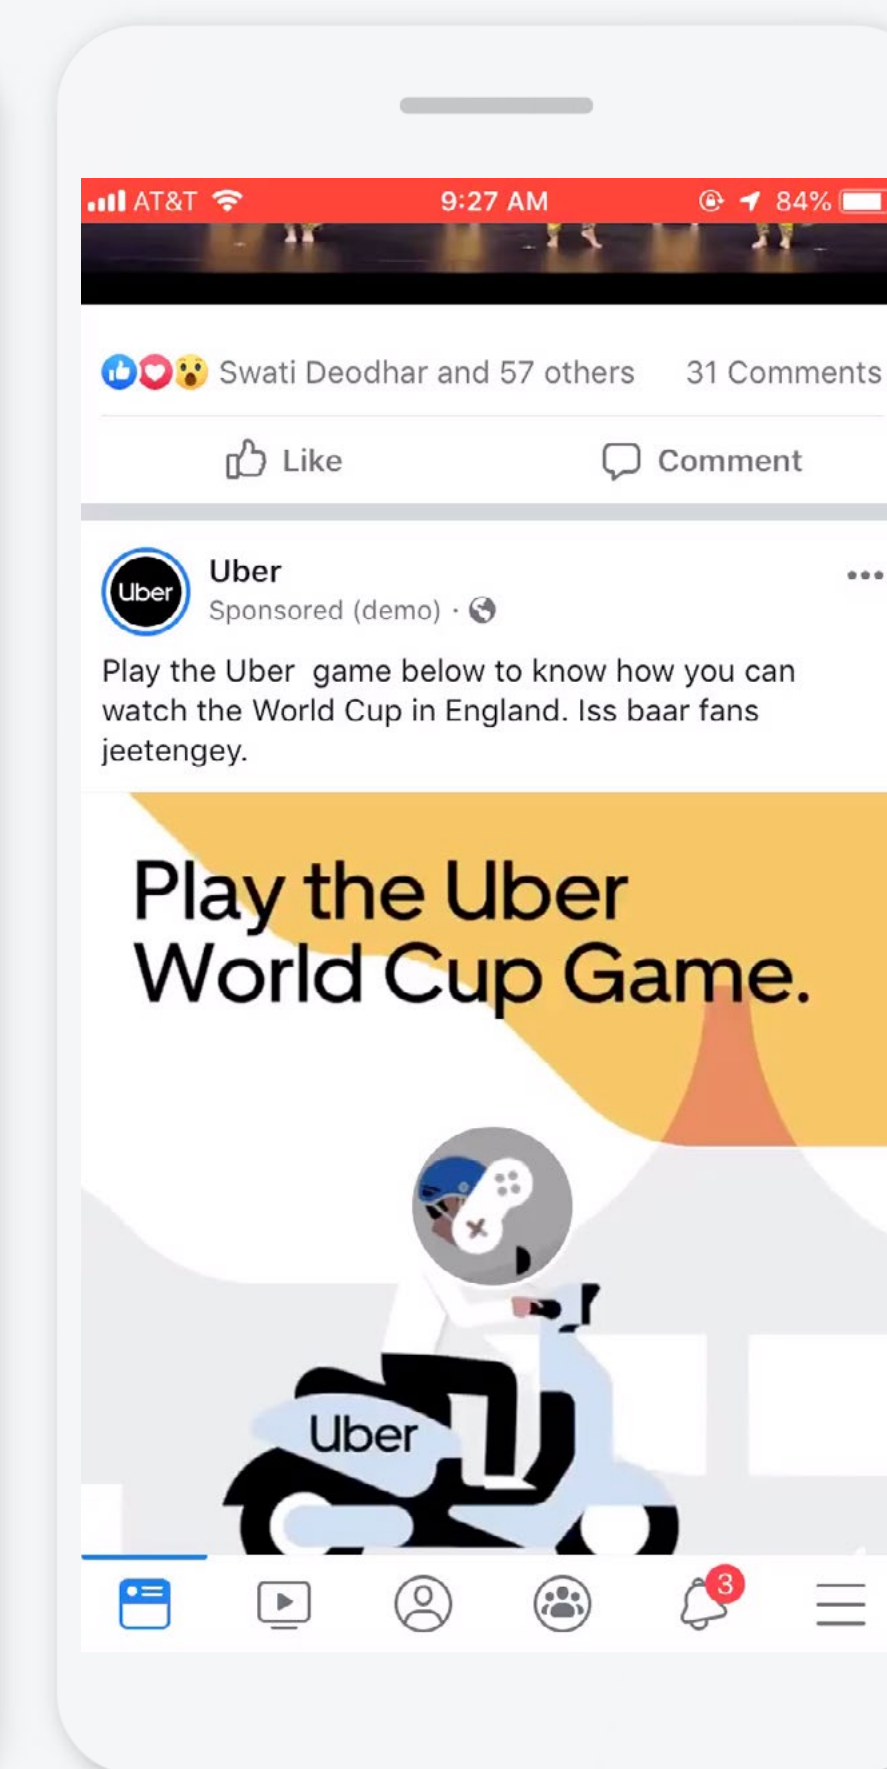 AT&T 9:27 AM 84%
Swati Deodhar and 57 others 31 Comments
Like Comment
Uber
Uber
Sponsored (demo) ·
Play the Uber game below to know how you can
watch the World Cup in England. Iss baar fans
jeetengey.
Play the Uber
World Cup Game.
Uber
3